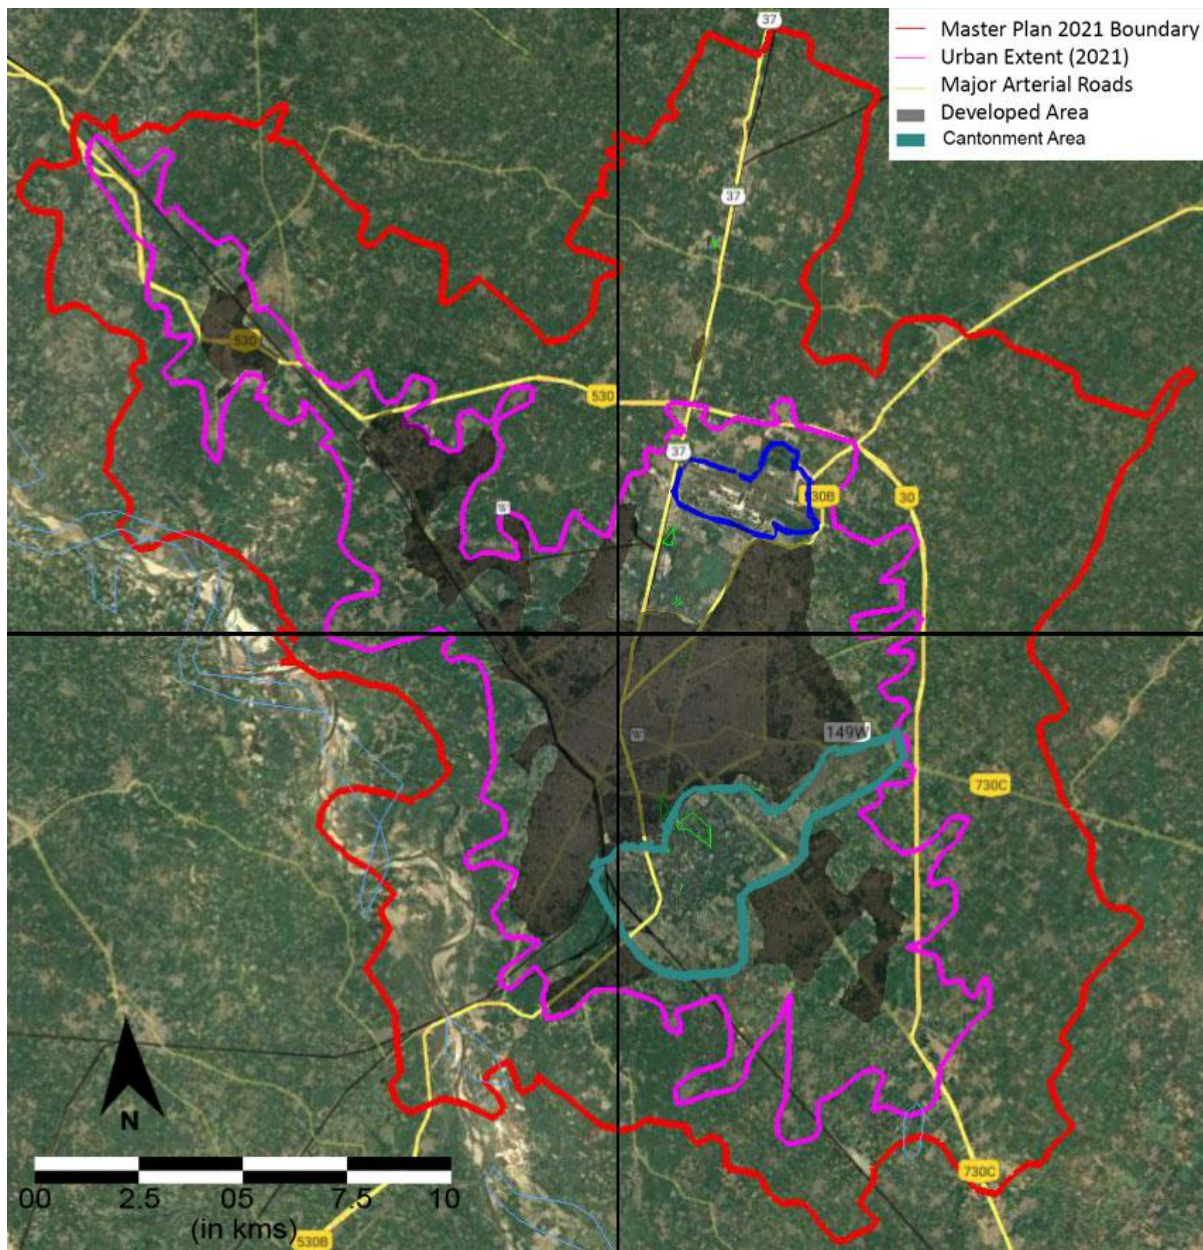 37
Master Plan 2021 Boundary
Urban Extent (2021)
Major Arterial Roads
Developed Area
Cantonment Area
37
530
530
37
30B
30
149W
730C
N
00 2.5 05 7.5 10
(in kms)
530B
730C